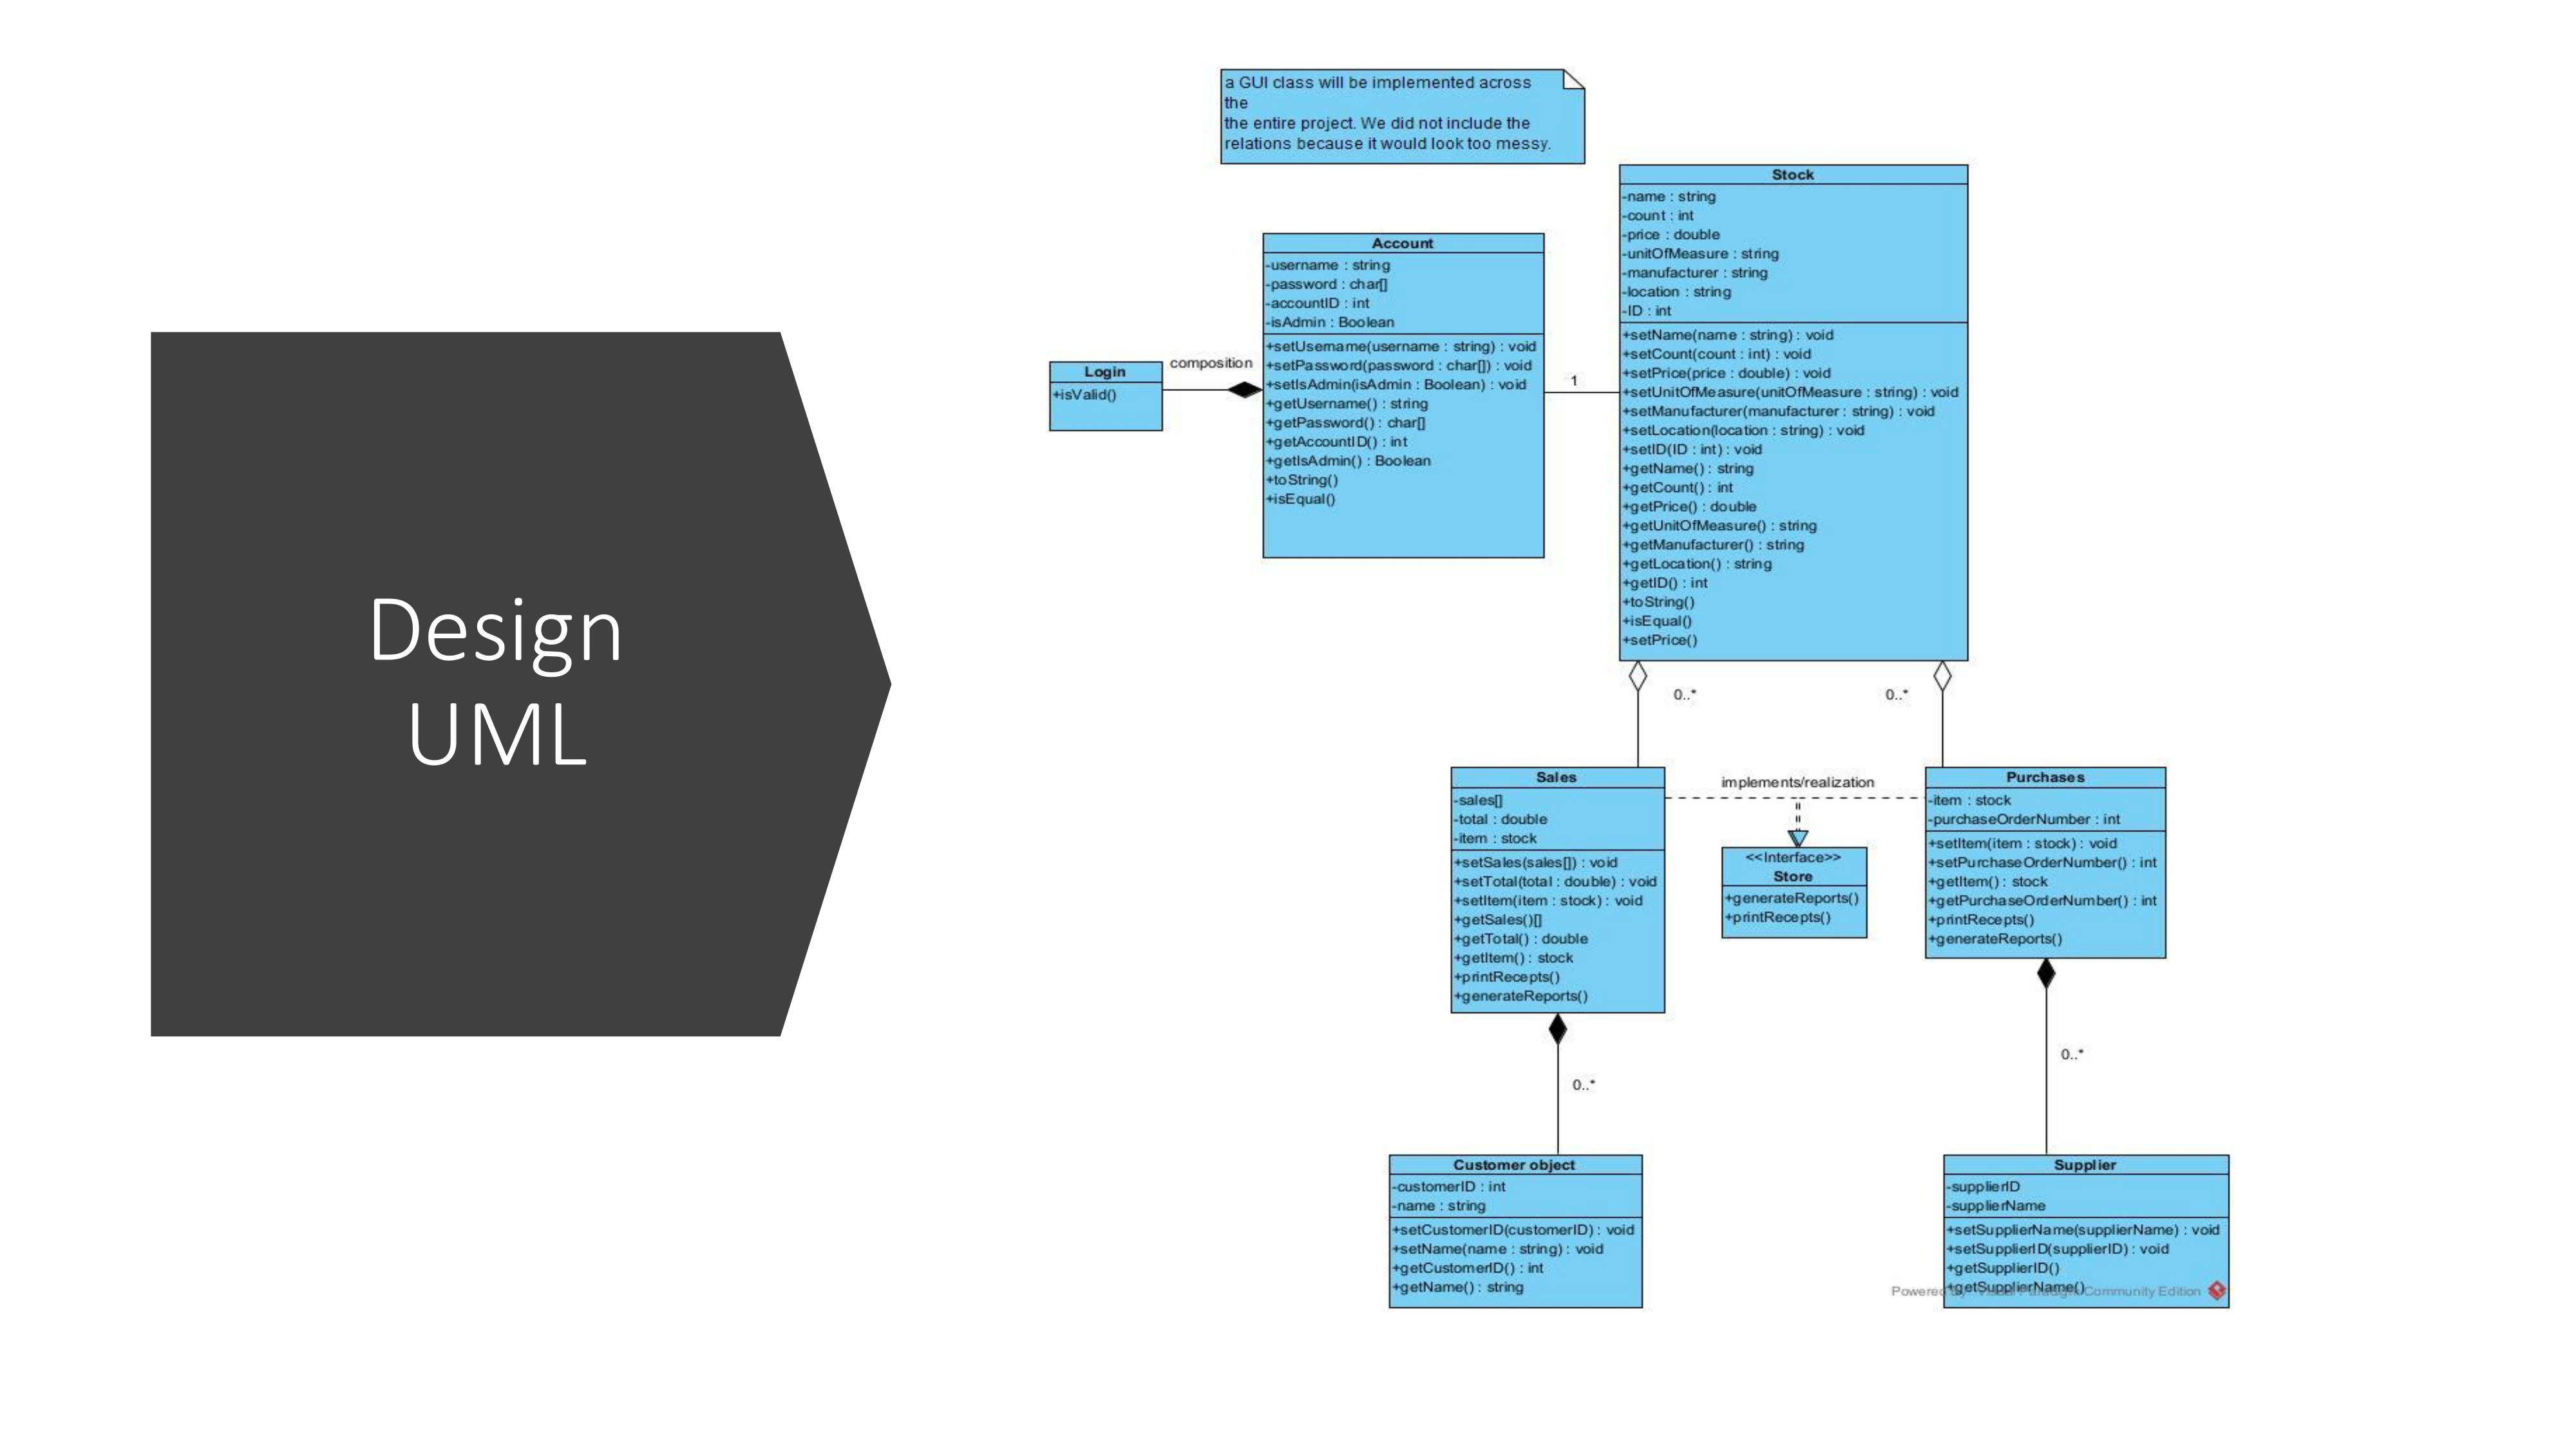 Design
UML
a GUI class will be implemented across
the
the entire project. We did not include the
relations because it would look too messy.
Login
+isValid()
composition
Account
-username : string
-password : char[]
-accountID : int
-isAdmin : Boolean
+setUsername(username : string) : void
+setPassword(password : char[]) : void
+setIsAdmin(isAdmin : Boolean) : void
+getUsername() : string
+getPassword() : char[]
+getAccountID() : int
+getIsAdmin() : Boolean
+toString()
+isEqual()
1
Stock
-name : string
-count : int
-price : double
-unitOfMeasure : string
-manufacturer : string
-location : string
-ID : int
+setName(name : string) : void
+setCount(count : int) : void
+setPrice(price : double) : void
+setUnitOfMeasure(unitOfMeasure : string) : void
+setManufacturer(manufacturer : string) : void
+setLocation(location : string) : void
+setID(ID : int) : void
+getName() : string
+getCount() : int
+getPrice() : double
+getUnitOfMeasure() : string
+getManufacturer() : string
+getLocation() : string
+getID() : int
+toString()
+isEqual()
+setPrice()
0..*
0..*
Sales
-sales[]
-total : double
-item : stock
+setSales(sales[]) : void
+setTotal(total : double) : void
+setItem(item : stock) : void
+getSales()[]
+getTotal() : double
+getItem() : stock
+printRecepts()
+generateReports()
implements/realization
<<Interface>>
Store
+generateReports()
+printRecepts()
Purchases
-item : stock
-purchaseOrderNumber : int
+setItem(item : stock) : void
+setPurchaseOrderNumber() : int
+getItem() : stock
+getPurchaseOrderNumber() : int
+printRecepts()
+generateReports()
0..*
0..*
Customer object
-customerID : int
-name : string
+setCustomerID(customerID) : void
+setName(name : string) : void
+getCustomerID() : int
+getName() : string
Supplier
-supplierID
-supplierName
+setSupplierName(supplierName) : void
+setSupplierID(supplierID) : void
+getSupplierID()
+getSupplierName()
Powered Community Edition